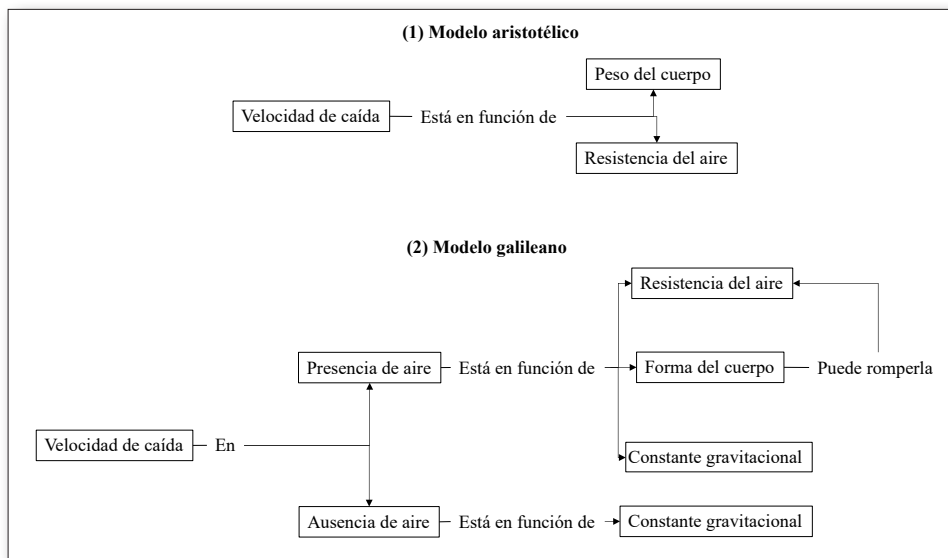 (1) Modelo aristotélico
Peso del cuerpo
Velocidad de caída
Está en función de
Resistencia del aire
(2) Modelo galileano
Resistencia del aire
Presencia de aire
Está en función de
Forma del cuerpo
Puede romperla
Velocidad de caída
En
Constante gravitacional
Ausencia de aire
Está en función de
Constante gravitacional